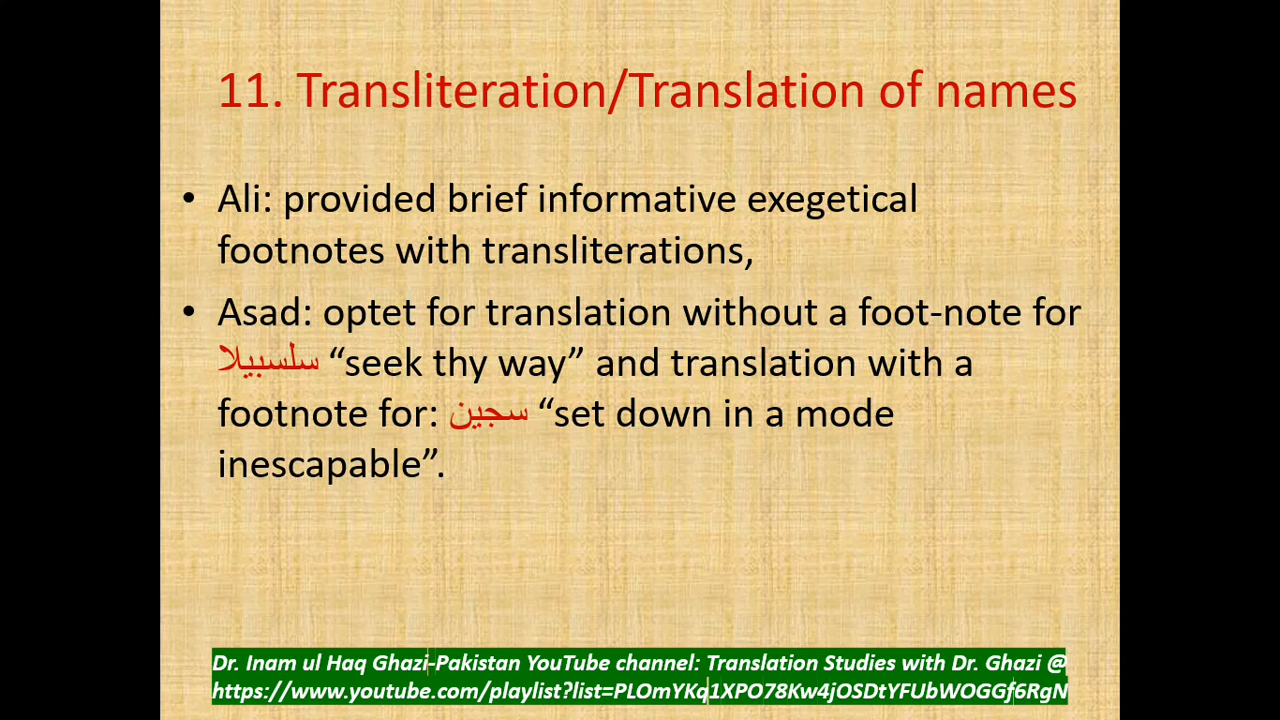 11. Transliteration/Translation of names
• Ali: provided brief informative exegetical
footnotes with transliterations,
• Asad: optet for translation without a foot-note for
سلسبيلا “seek thy way” and translation with a
footnote for: سجين “set down in a mode
inescapable”.
Dr. Inam ul Haq Ghazi-Pakistan YouTube channel: Translation Studies with Dr. Ghazi @
https://www.youtube.com/playlist?list=PLOmYKq1XPO78Kw4jOSDtYFUbWOGGf6RgN